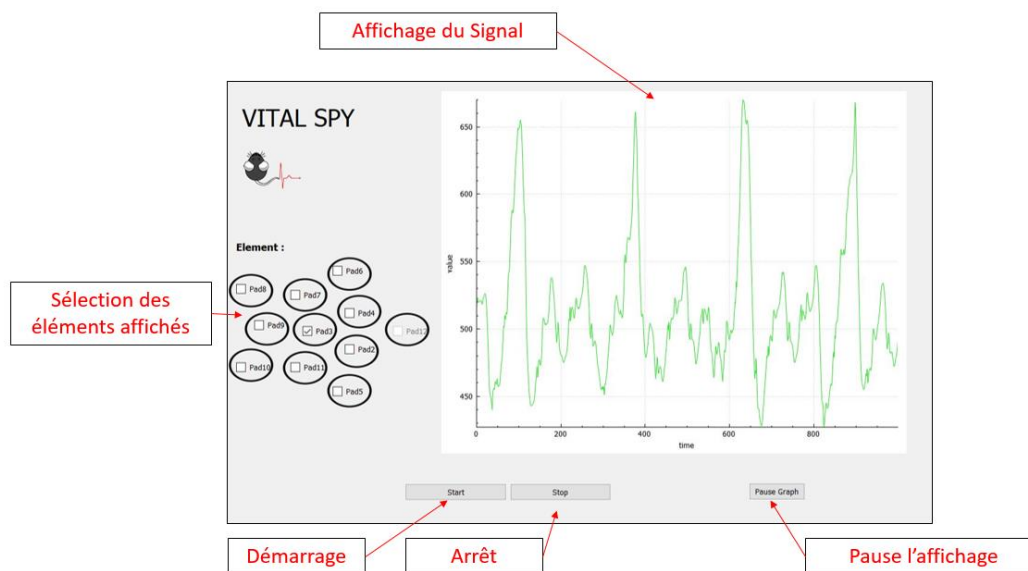 Affichage du Signal
VITAL SPY
Element :
Pad6
Pad8
Pad7
Pad4
Pad9
Pad3
Pad12
Pad2
Pad10
Pad11
Pad5
Sélection des
éléments affichés
value
650
600
550
500
450
0
200
400
600
800
time
Start
Stop
Pause Graph
Démarrage
Arrêt
Pause l’affichage